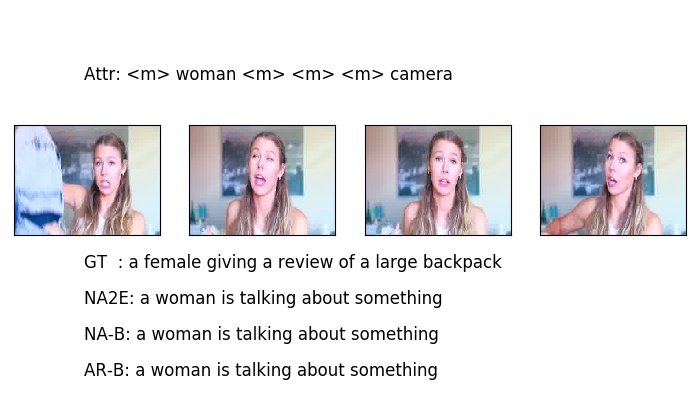 Attr: <m> woman <m> <m> <m> camera
GT : a female giving a review of a large backpack
NA2E: a woman is talking about something
NA-B: a woman is talking about something
AR-B: a woman is talking about something